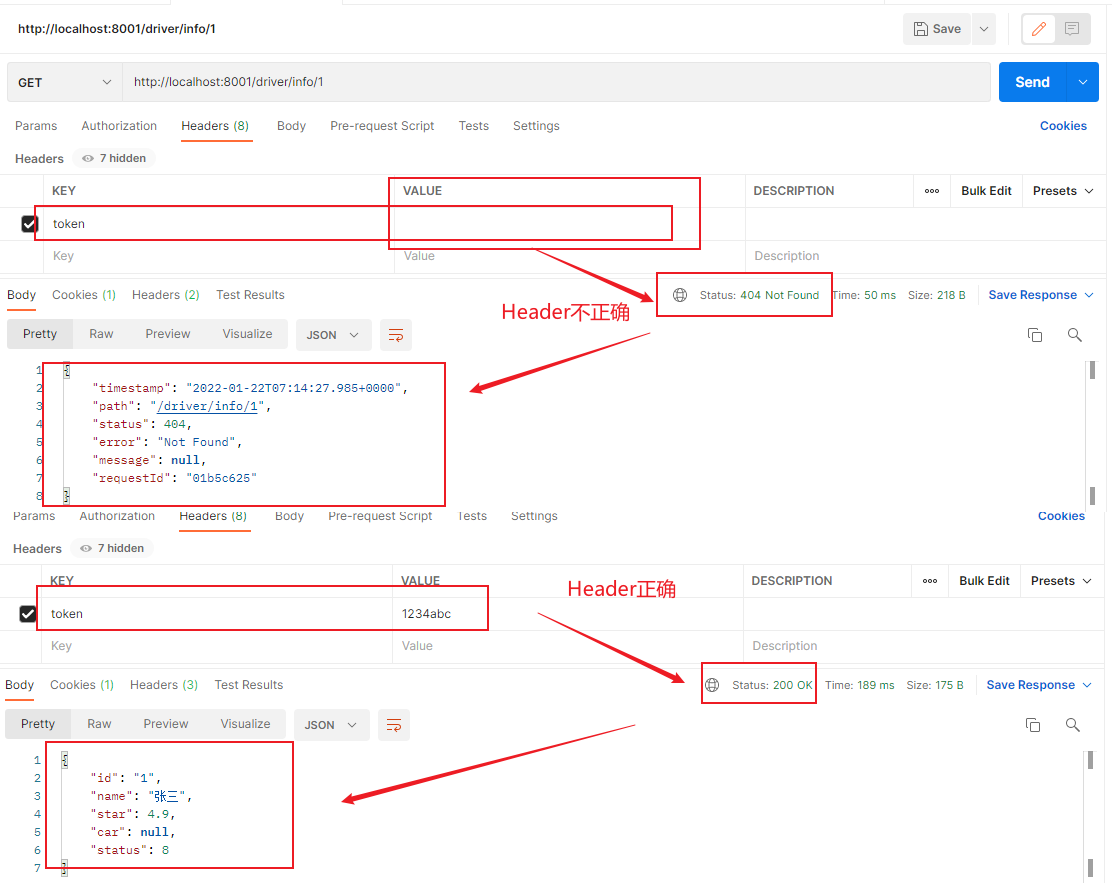 http://localhost:8001/driver/info/1 Save
GET http://localhost:8001/driver/info/1 Send
Params Authorization Headers (8) Body Pre-request Script Tests Settings Cookies
Headers 7 hidden
KEY VALUE DESCRIPTION ooo Bulk Edit Presets
token
Key Value Description
Body Cookies (1) Headers (2) Test Results Status: 404 Not Found Time: 50 ms Size: 218 B Save Response
Header不正确
Pretty Raw Preview Visualize JSON
1 {
2 "timestamp": "2022-01-22T07:14:27.985+0000",
3 "path": "/driver/info/1",
4 "status": 404,
5 "error": "Not Found",
6 "message": null,
7 "requestId": "01b5c625"
8 }
Params Authorization Headers (8) Body Pre-request Script Tests Settings Cookies
Headers 7 hidden
KEY VALUE DESCRIPTION ooo Bulk Edit Presets
Header正确
token 1234abc
Key Value Description
Body Cookies (1) Headers (3) Test Results Status: 200 OK Time: 189 ms Size: 175 B Save Response
Pretty Raw Preview Visualize JSON
1 {
2 "id": "1",
3 "name": "张三",
4 "star": 4.9,
5 "car": null,
6 "status": 8
7 }